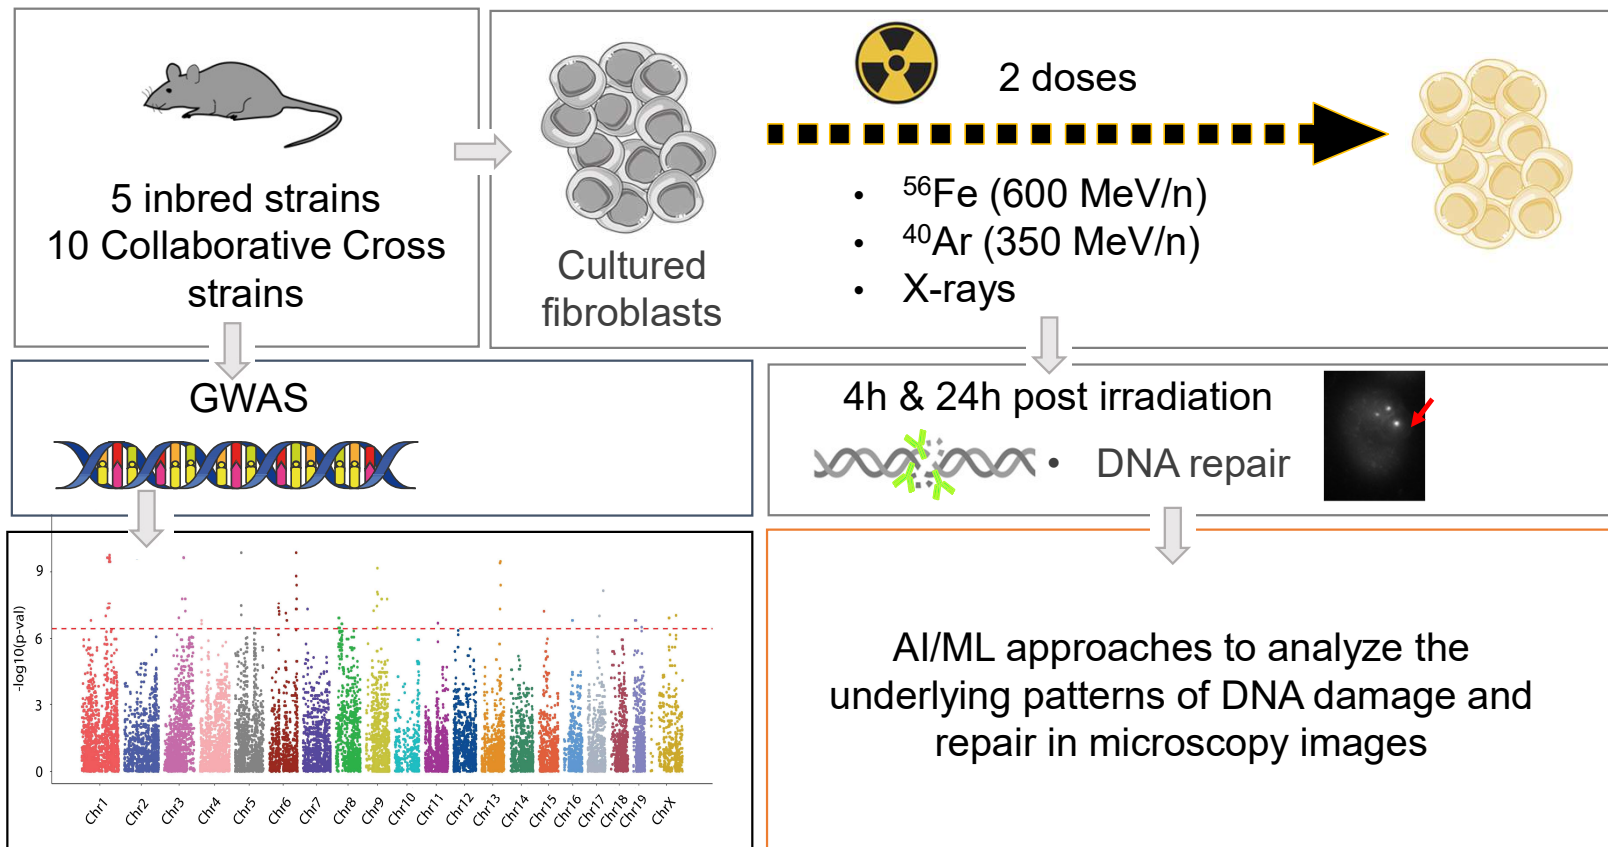 5 inbred strains
10 Collaborative Cross
strains
Cultured
fibroblasts
2 doses
• ⁵⁶Fe (600 MeV/n)
• ⁴⁰Ar (350 MeV/n)
• X-rays
GWAS
4h & 24h post irradiation
• DNA repair
-log10(p-val)
9
6
3
0
Chr1
Chr2
Chr3
Chr4
Chr5
Chr6
Chr7
Chr8
Chr9
Chr10
Chr11
Chr12
Chr13
Chr14
Chr15
Chr16
Chr17
Chr18
Chr19
ChrX
AI/ML approaches to analyze the
underlying patterns of DNA damage and
repair in microscopy images